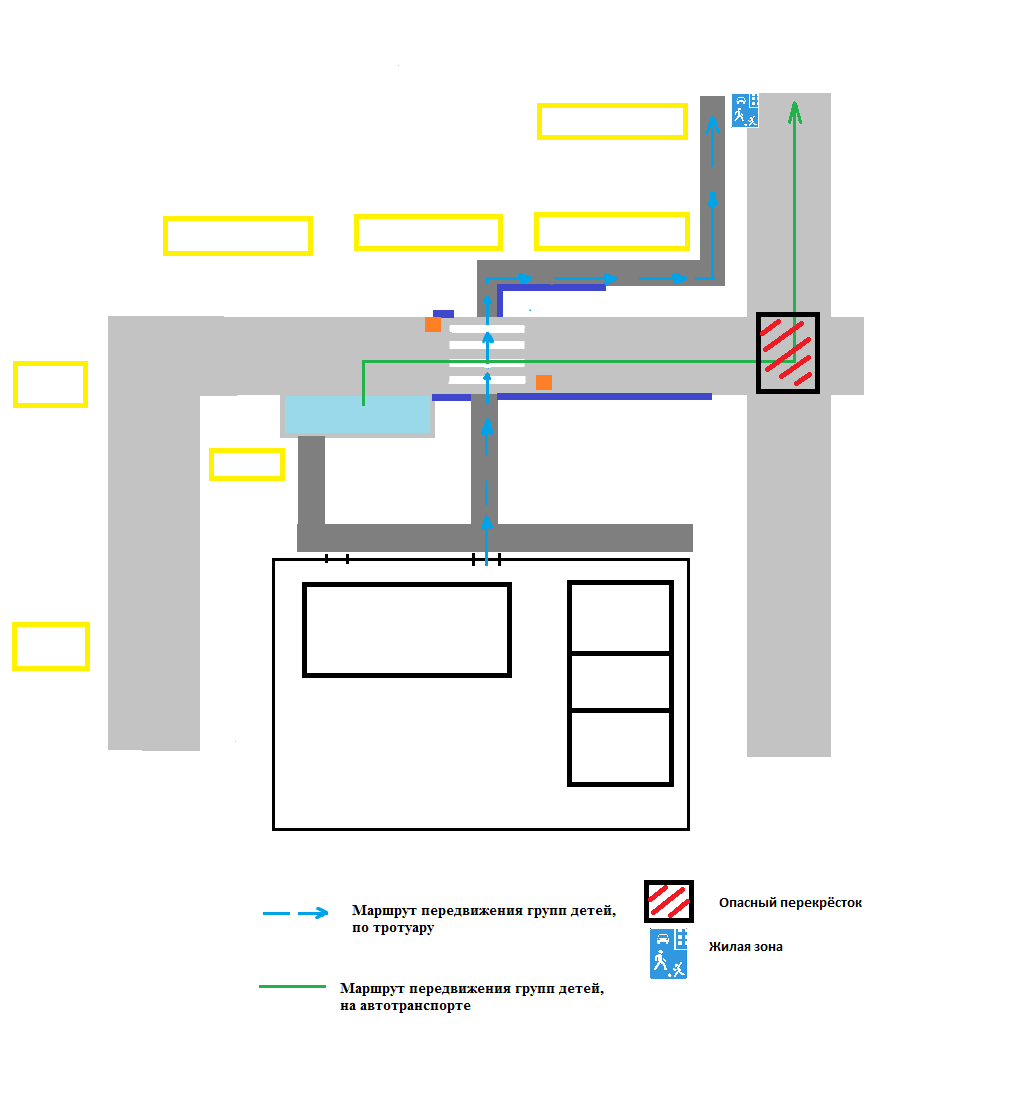 Маршрут передвижения групп детей,
по тротуару
Опасный перекрёсток
Жилая зона
Маршрут передвижения групп детей,
на автотранспорте